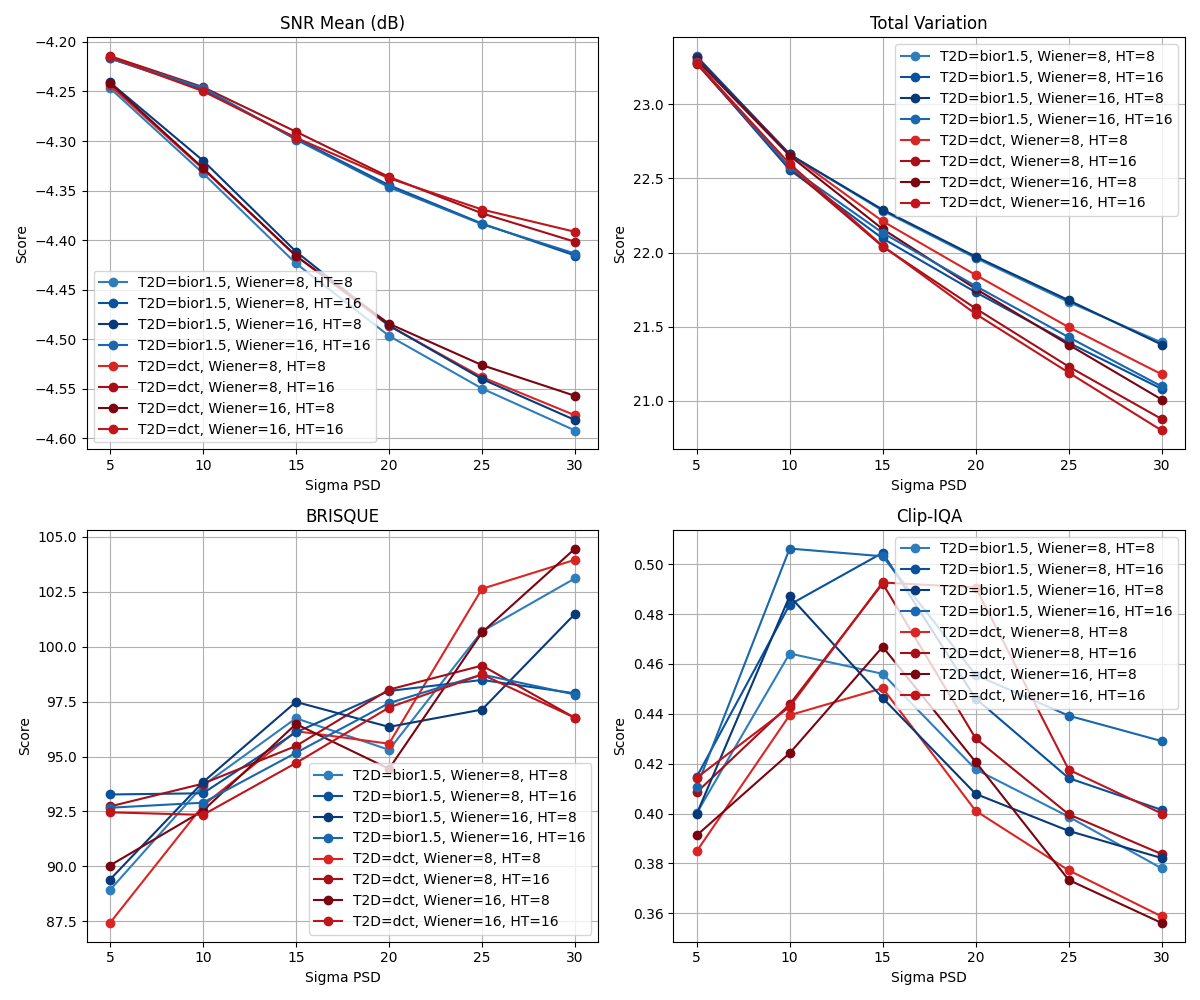 SNR Mean (dB)
−4.20
−4.25
−4.30
−4.35
−4.40
−4.45
−4.50
−4.55
−4.60
Score
T2D=bior1.5, Wiener=8, HT=8
T2D=bior1.5, Wiener=8, HT=16
T2D=bior1.5, Wiener=16, HT=8
T2D=bior1.5, Wiener=16, HT=16
T2D=dct, Wiener=8, HT=8
T2D=dct, Wiener=8, HT=16
T2D=dct, Wiener=16, HT=8
T2D=dct, Wiener=16, HT=16
5 10 15 20 25 30
Sigma PSD
Total Variation
23.0
22.5
22.0
21.5
21.0
Score
T2D=bior1.5, Wiener=8, HT=8
T2D=bior1.5, Wiener=8, HT=16
T2D=bior1.5, Wiener=16, HT=8
T2D=bior1.5, Wiener=16, HT=16
T2D=dct, Wiener=8, HT=8
T2D=dct, Wiener=8, HT=16
T2D=dct, Wiener=16, HT=8
T2D=dct, Wiener=16, HT=16
5 10 15 20 25 30
Sigma PSD
BRISQUE
105.0
102.5
100.0
97.5
95.0
92.5
90.0
87.5
Score
T2D=bior1.5, Wiener=8, HT=8
T2D=bior1.5, Wiener=8, HT=16
T2D=bior1.5, Wiener=16, HT=8
T2D=bior1.5, Wiener=16, HT=16
T2D=dct, Wiener=8, HT=8
T2D=dct, Wiener=8, HT=16
T2D=dct, Wiener=16, HT=8
T2D=dct, Wiener=16, HT=16
5 10 15 20 25 30
Sigma PSD
Clip-IQA
0.50
0.48
0.46
0.44
0.42
0.40
0.38
0.36
Score
T2D=bior1.5, Wiener=8, HT=8
T2D=bior1.5, Wiener=8, HT=16
T2D=bior1.5, Wiener=16, HT=8
T2D=bior1.5, Wiener=16, HT=16
T2D=dct, Wiener=8, HT=8
T2D=dct, Wiener=8, HT=16
T2D=dct, Wiener=16, HT=8
T2D=dct, Wiener=16, HT=16
5 10 15 20 25 30
Sigma PSD